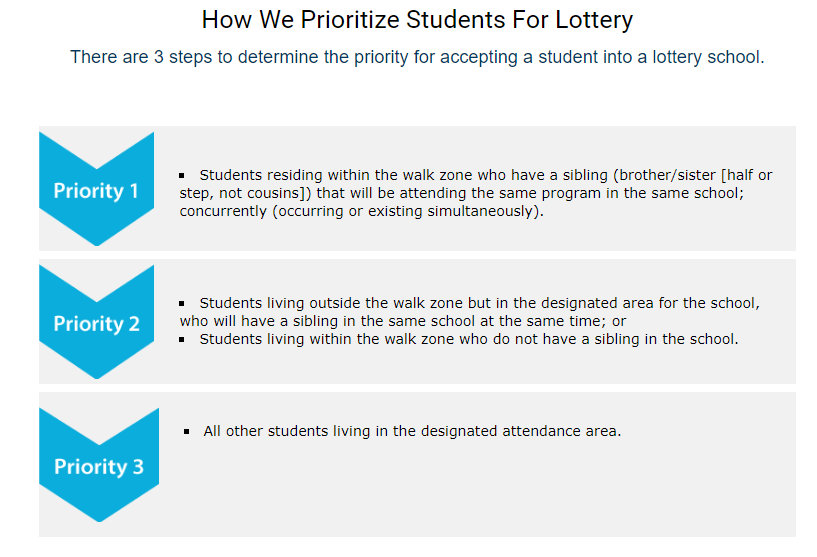 How We Prioritize Students For Lottery
There are 3 steps to determine the priority for accepting a student into a lottery school.
Priority 1
▪ Students residing within the walk zone who have a sibling (brother/sister [half or
step, not cousins]) that will be attending the same program in the same school;
concurrently (occurring or existing simultaneously).
Priority 2
▪ Students living outside the walk zone but in the designated area for the school,
who will have a sibling in the same school at the same time; or
▪ Students living within the walk zone who do not have a sibling in the school.
Priority 3
▪ All other students living in the designated attendance area.